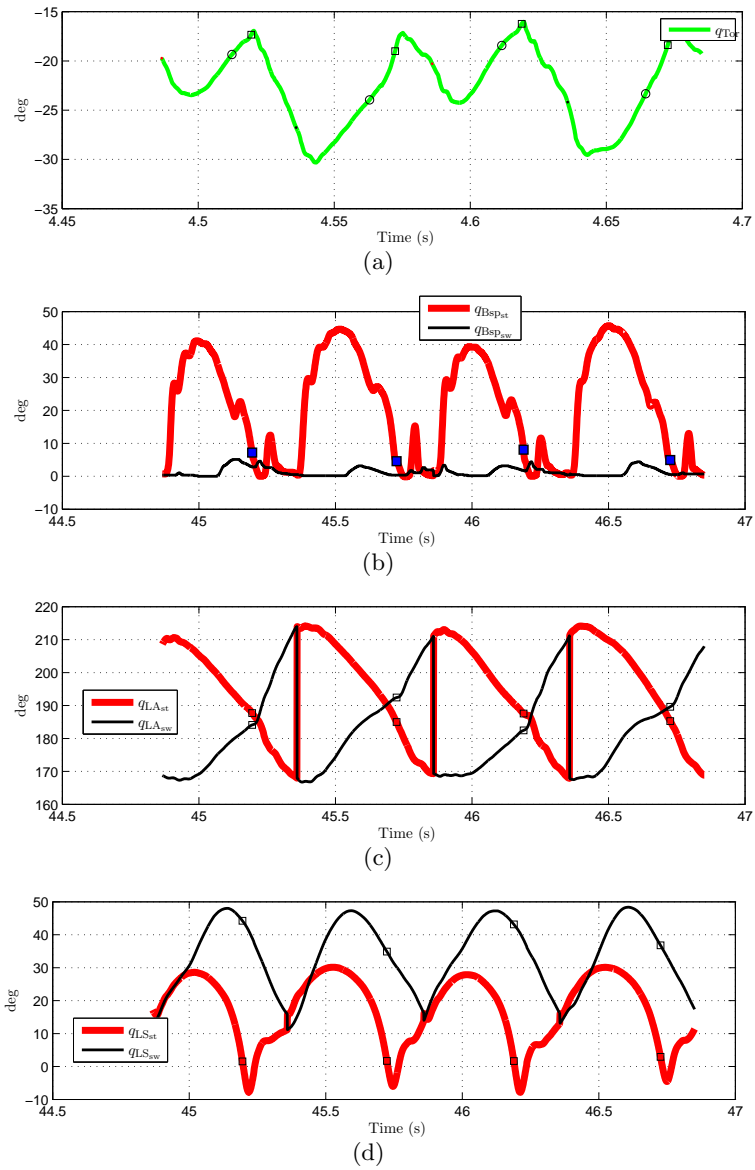 −15
−20
−25
−30
−35
deg
q_Tor
4.45 4.5 4.55 4.6 4.65 4.7
Time (s)
(a)
50
40
30
20
10
0
−10
deg
q_Bsp_st
q_Bsp_sw
44.5 45 45.5 46 46.5 47
Time (s)
(b)
220
210
200
190
180
170
160
deg
q_LA_st
q_LA_sw
44.5 45 45.5 46 46.5 47
Time (s)
(c)
50
40
30
20
10
0
−10
deg
q_LS_st
q_LS_sw
44.5 45 45.5 46 46.5 47
Time (s)
(d)